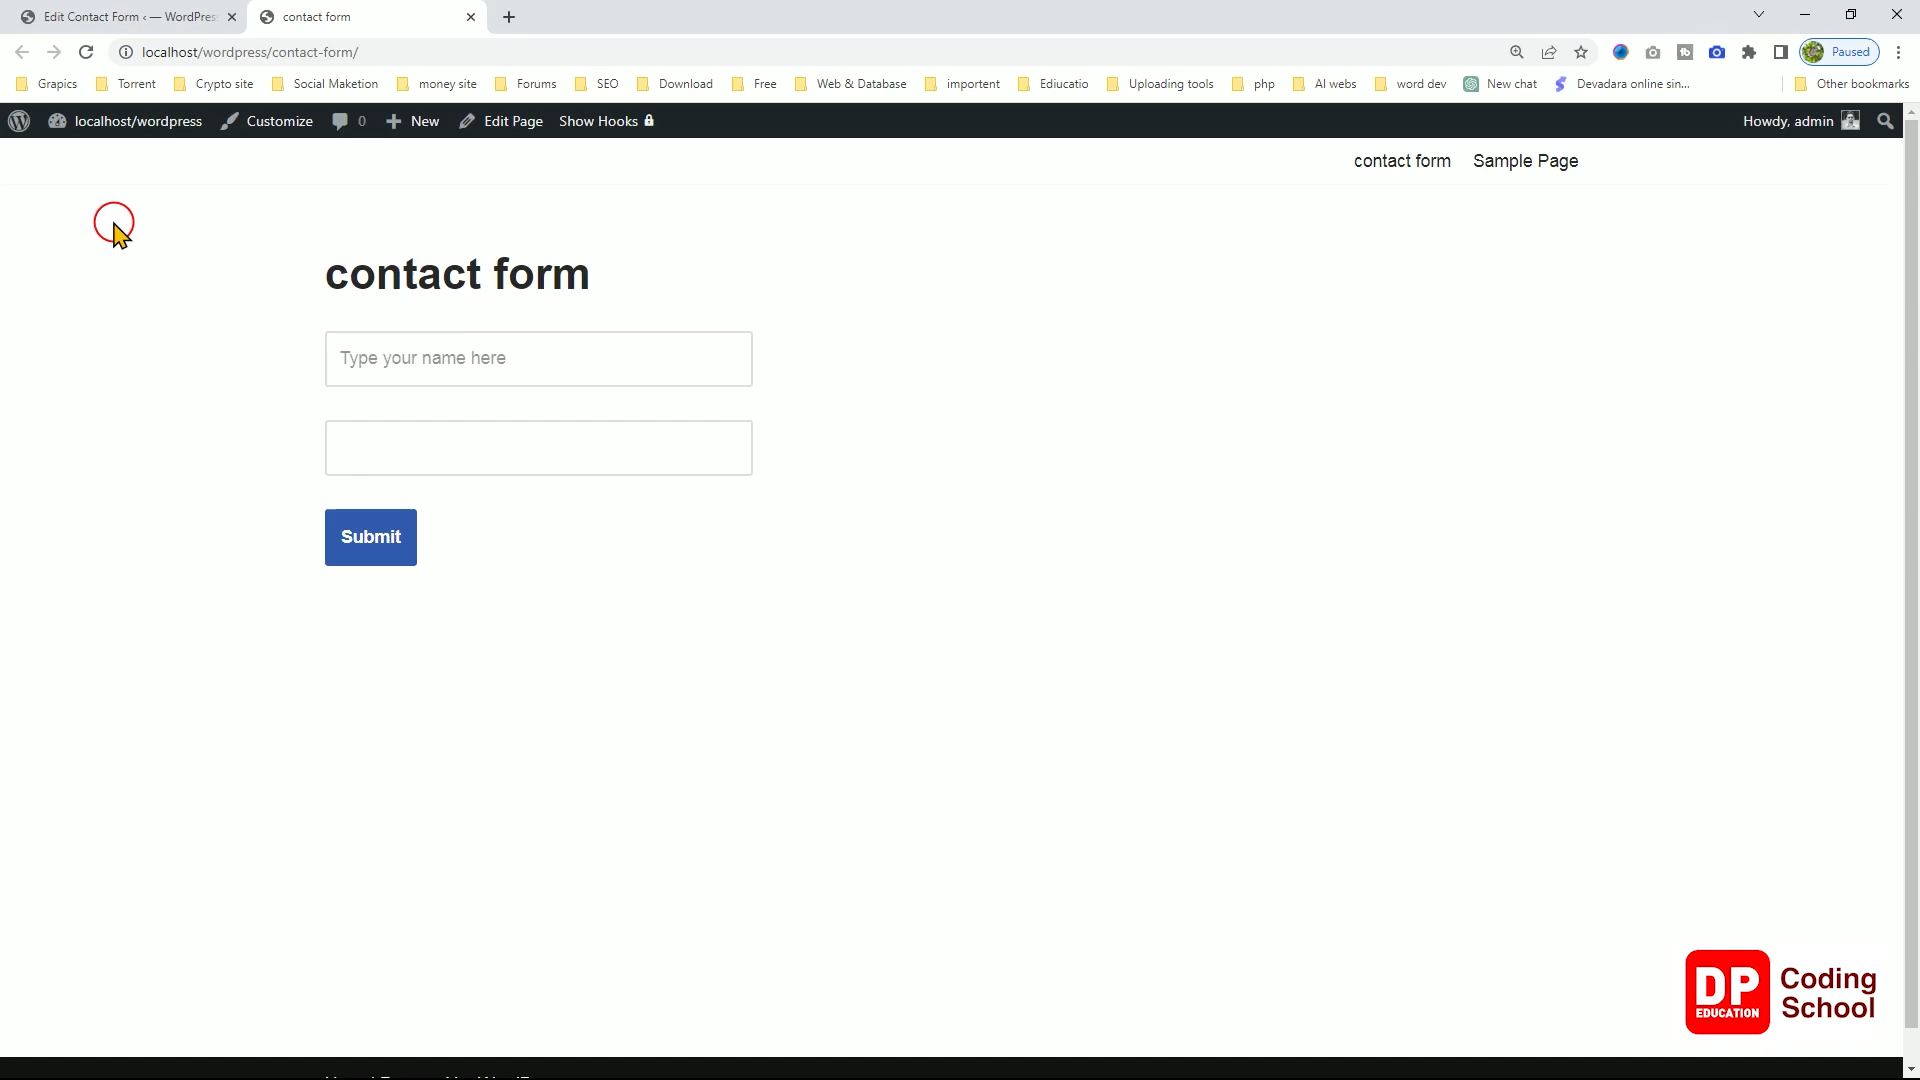 Edit Contact Form ‹ — WordPres
contact form
localhost/wordpress/contact-form/
Paused
Grapics
Torrent
Crypto site
Social Maketion
money site
Forums
SEO
Download
Free
Web & Database
importent
Educatio
Uploading tools
php
AI webs
word dev
New chat
Devadara online sin...
Other bookmarks
localhost/wordpress
Customize
0
New
Edit Page
Show Hooks
Howdy, admin
contact form
Sample Page
contact form
Type your name here
Submit
DP
EDUCATION
Coding
School